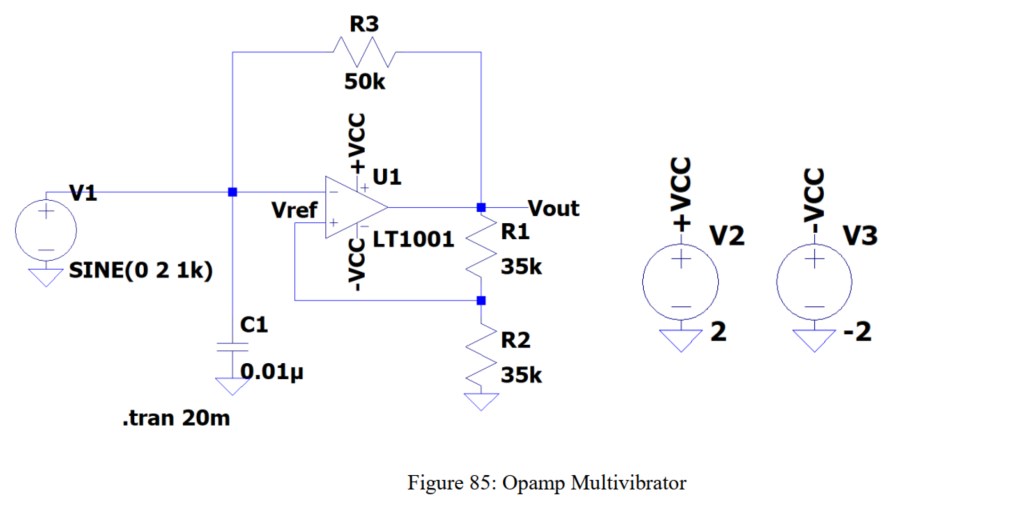 R3
50k
+VCC
U1
V1
Vref
Vout
LT1001
-VCC
R1
35k
SINE(0 2 1k)
C1
0.01µ
R2
35k
.tran 20m
+VCC
V2
2
-VCC
V3
-2
Figure 85: Opamp Multivibrator